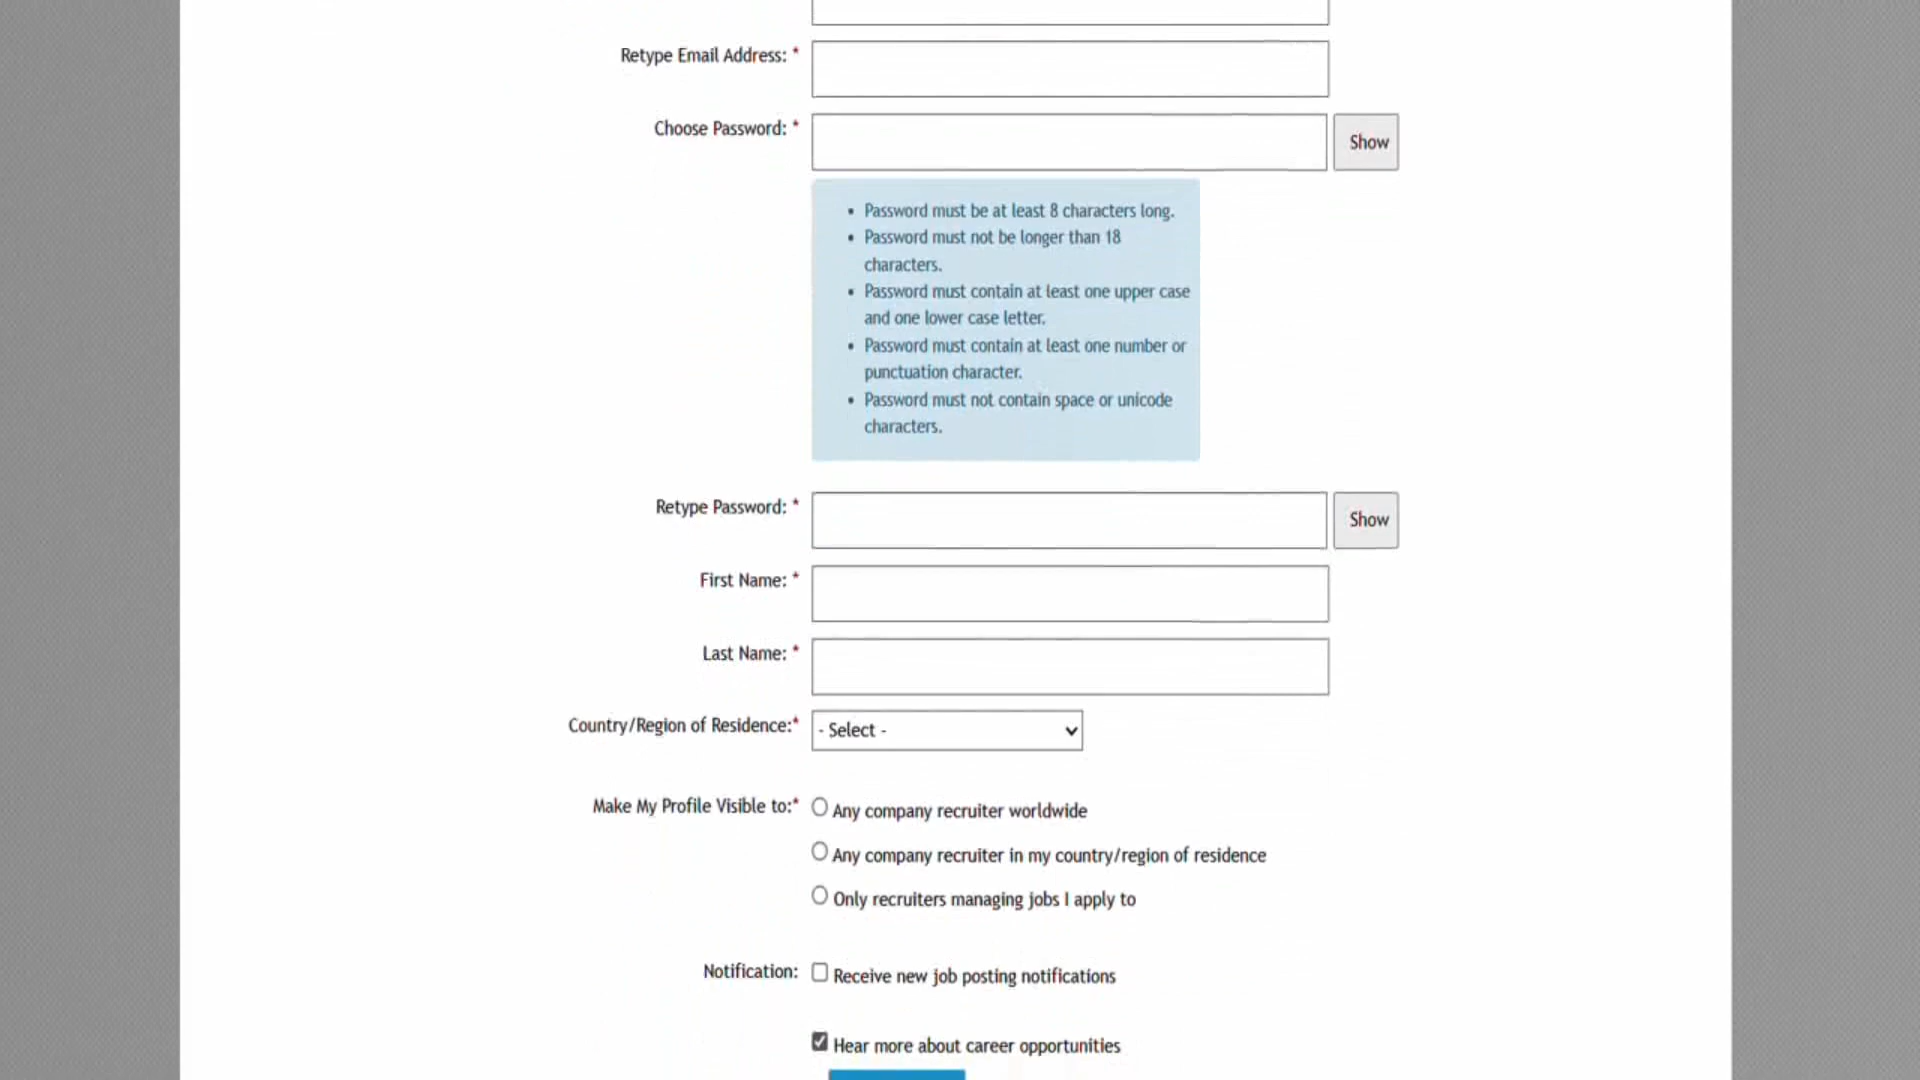 Retype Email Address: *
Choose Password: *
Show
• Password must be at least 8 characters long.
• Password must not be longer than 18
characters.
• Password must contain at least one upper case
and one lower case letter.
• Password must contain at least one number or
punctuation character.
• Password must not contain space or unicode
characters.
Retype Password: *
Show
First Name: *
Last Name: *
Country/Region of Residence:*
- Select -
Make My Profile Visible to:*
Any company recruiter worldwide
Any company recruiter in my country/region of residence
Only recruiters managing jobs I apply to
Notification:
Receive new job posting notifications
Hear more about career opportunities